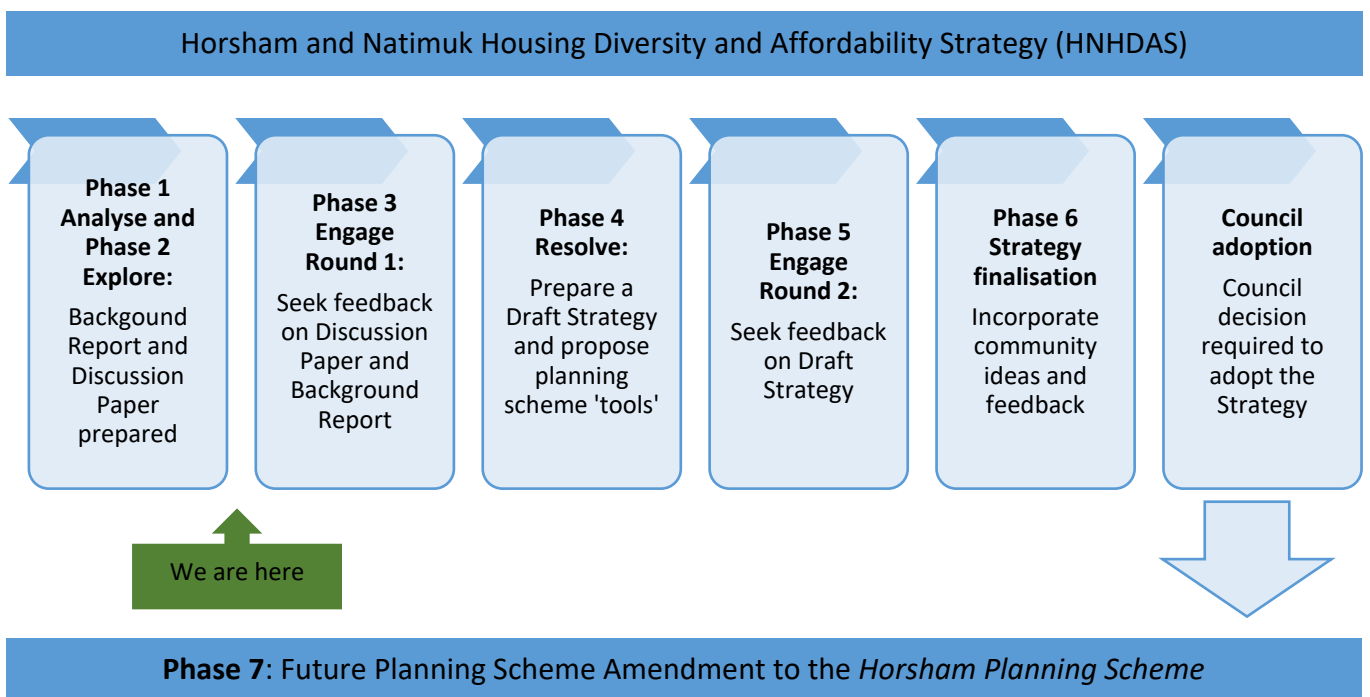 Horsham and Natimuk Housing Diversity and Affordability Strategy (HNHDAS)
Phase 1
Analyse and
Phase 2
Explore:
Backgound
Report and
Discussion
Paper
prepared
Phase 3
Engage
Round 1:
Seek feedback
on Discussion
Paper and
Background
Report
Phase 4
Resolve:
Prepare a
Draft Strategy
and propose
planning
scheme 'tools'
Phase 5
Engage
Round 2:
Seek feedback
on Draft
Strategy
Phase 6
Strategy
finalisation
Incorporate
community
ideas and
feedback
Council
adoption
Council
decision
required to
adopt the
Strategy
We are here
Phase 7: Future Planning Scheme Amendment to the Horsham Planning Scheme